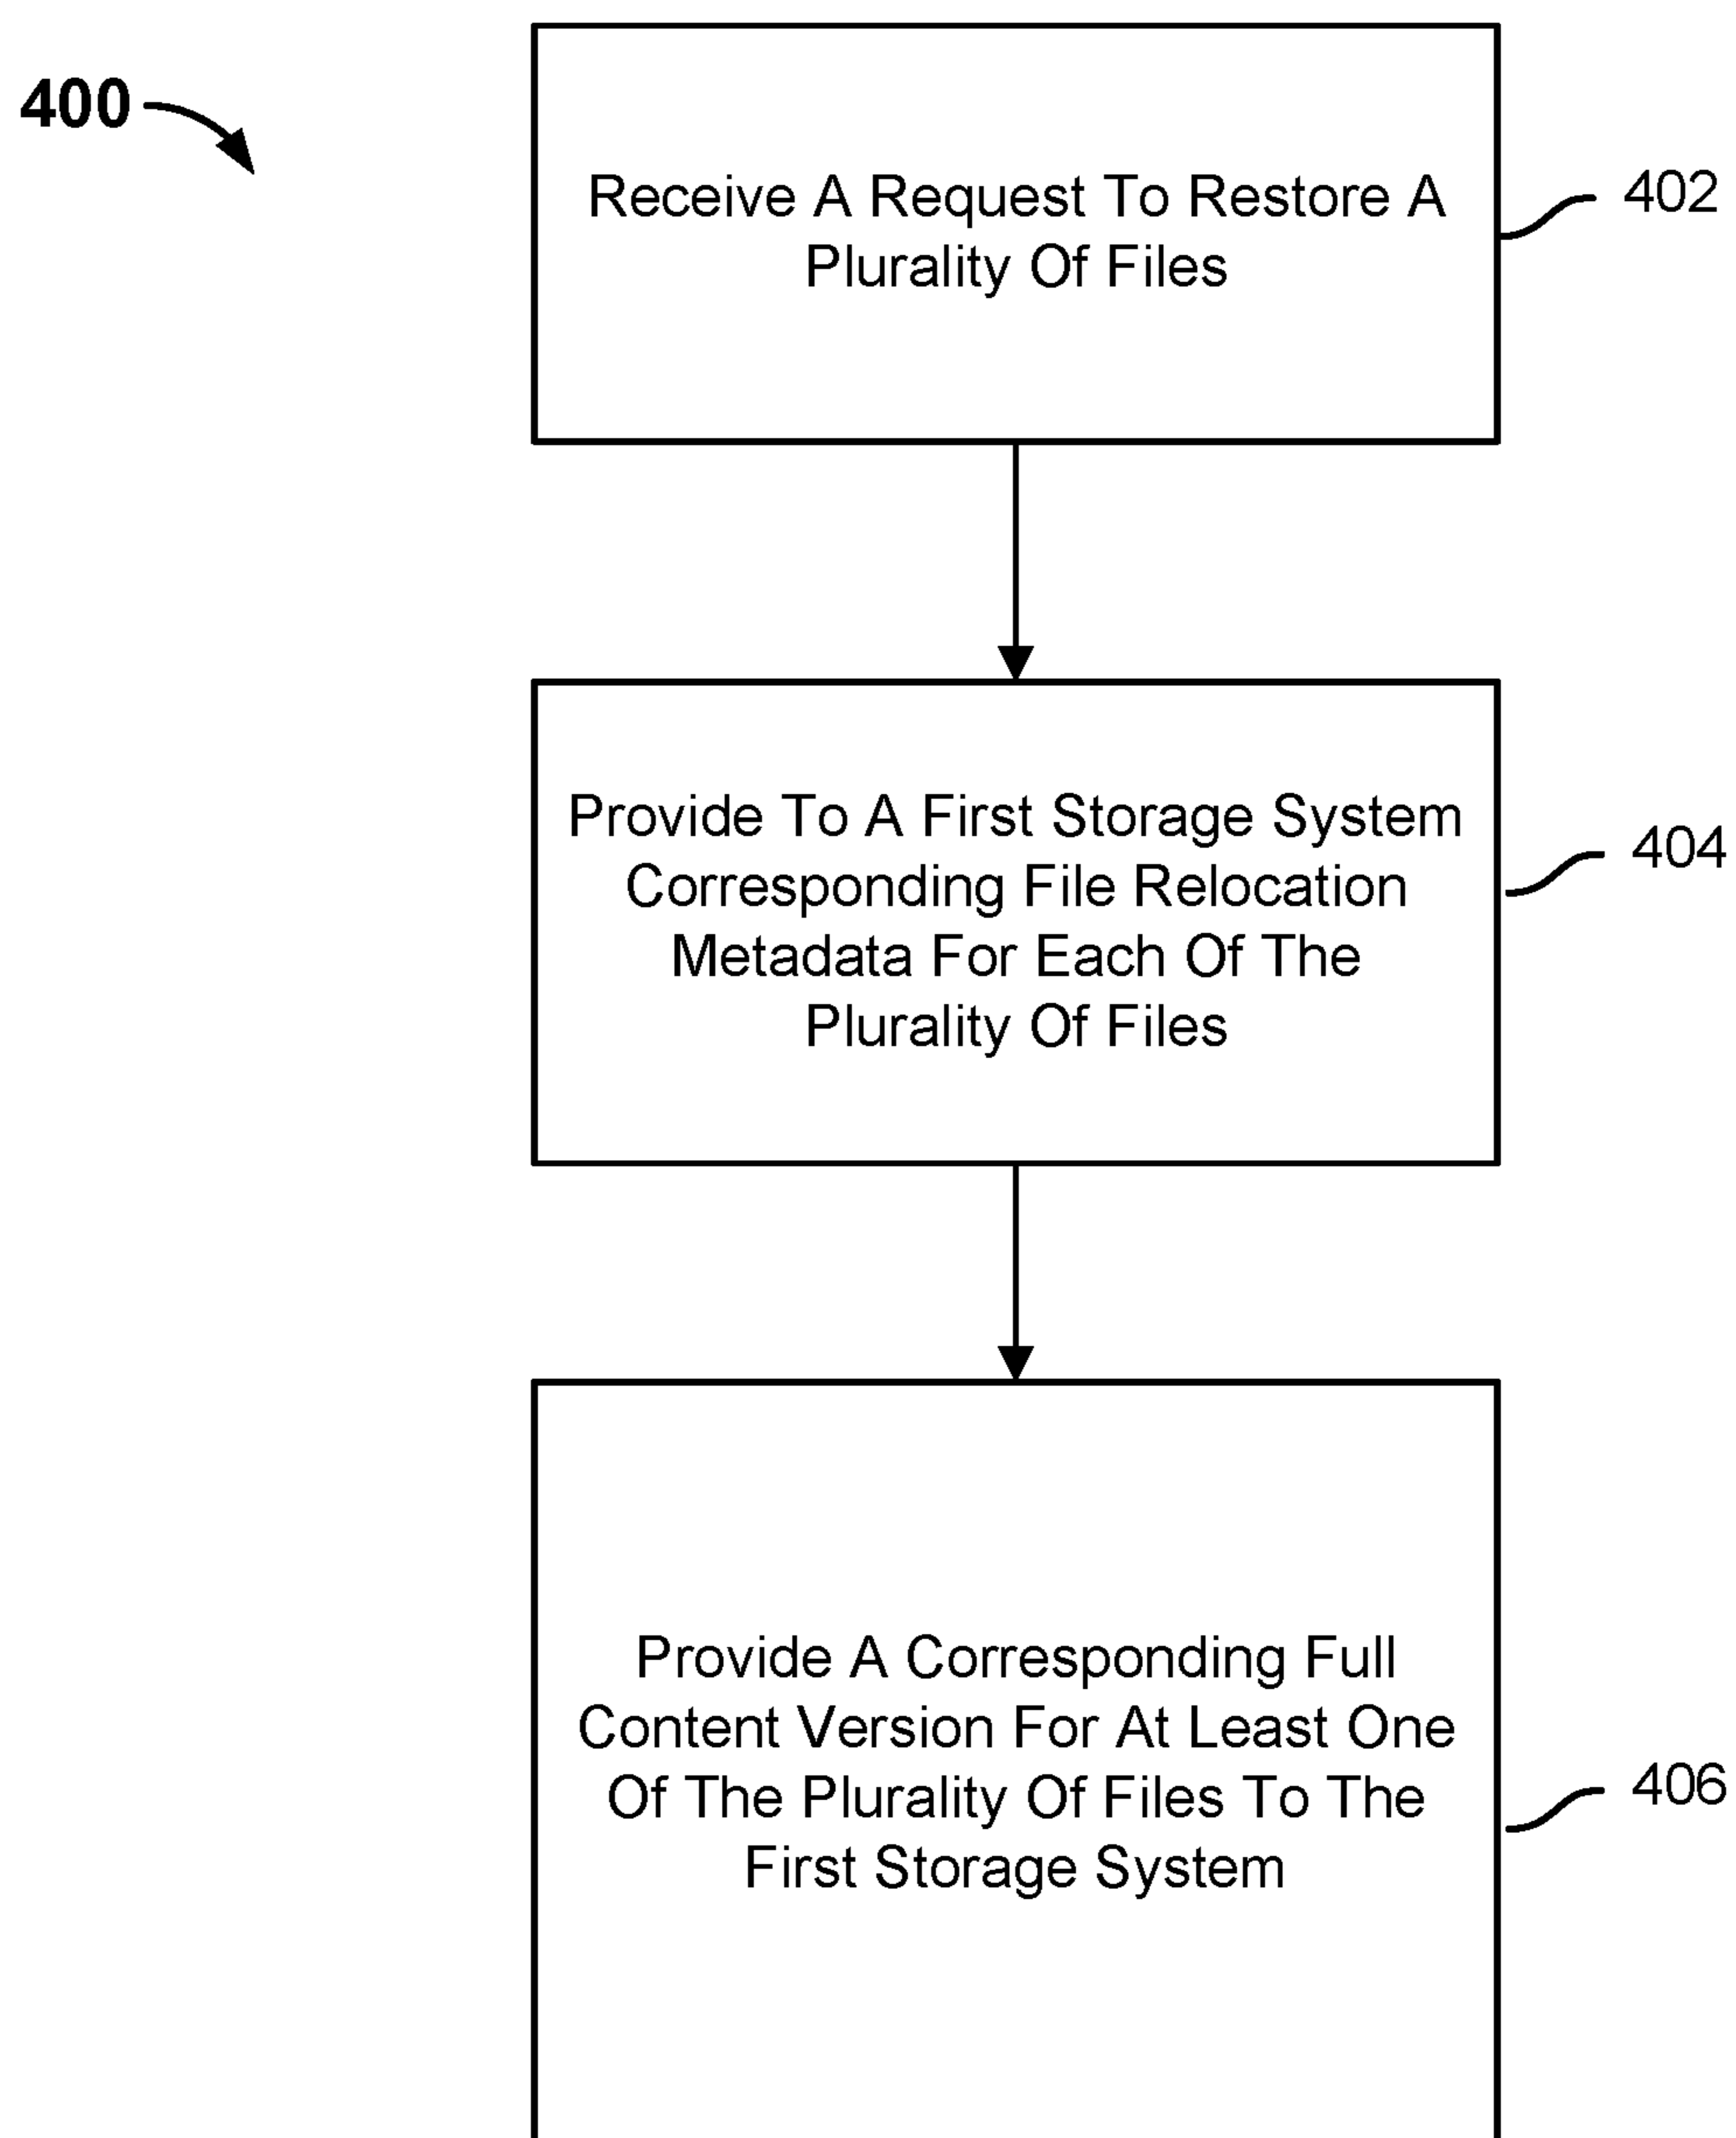 400
Receive A Request To Restore A
Plurality Of Files
402
Provide To A First Storage System
Corresponding File Relocation
Metadata For Each Of The
Plurality Of Files
404
Provide A Corresponding Full
Content Version For At Least One
Of The Plurality Of Files To The
First Storage System
406